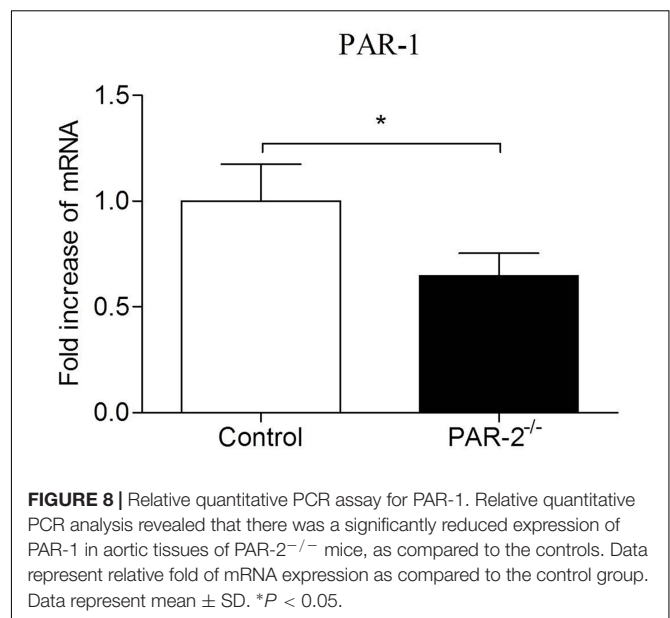 PAR-1
1.5
1.0
0.5
0.0
Fold increase of mRNA
*
Control PAR-2⁻/⁻
FIGURE 8 | Relative quantitative PCR assay for PAR-1. Relative quantitative
PCR analysis revealed that there was a significantly reduced expression of
PAR-1 in aortic tissues of PAR-2⁻/⁻ mice, as compared to the controls. Data
represent relative fold of mRNA expression as compared to the control group.
Data represent mean ± SD. *P < 0.05.